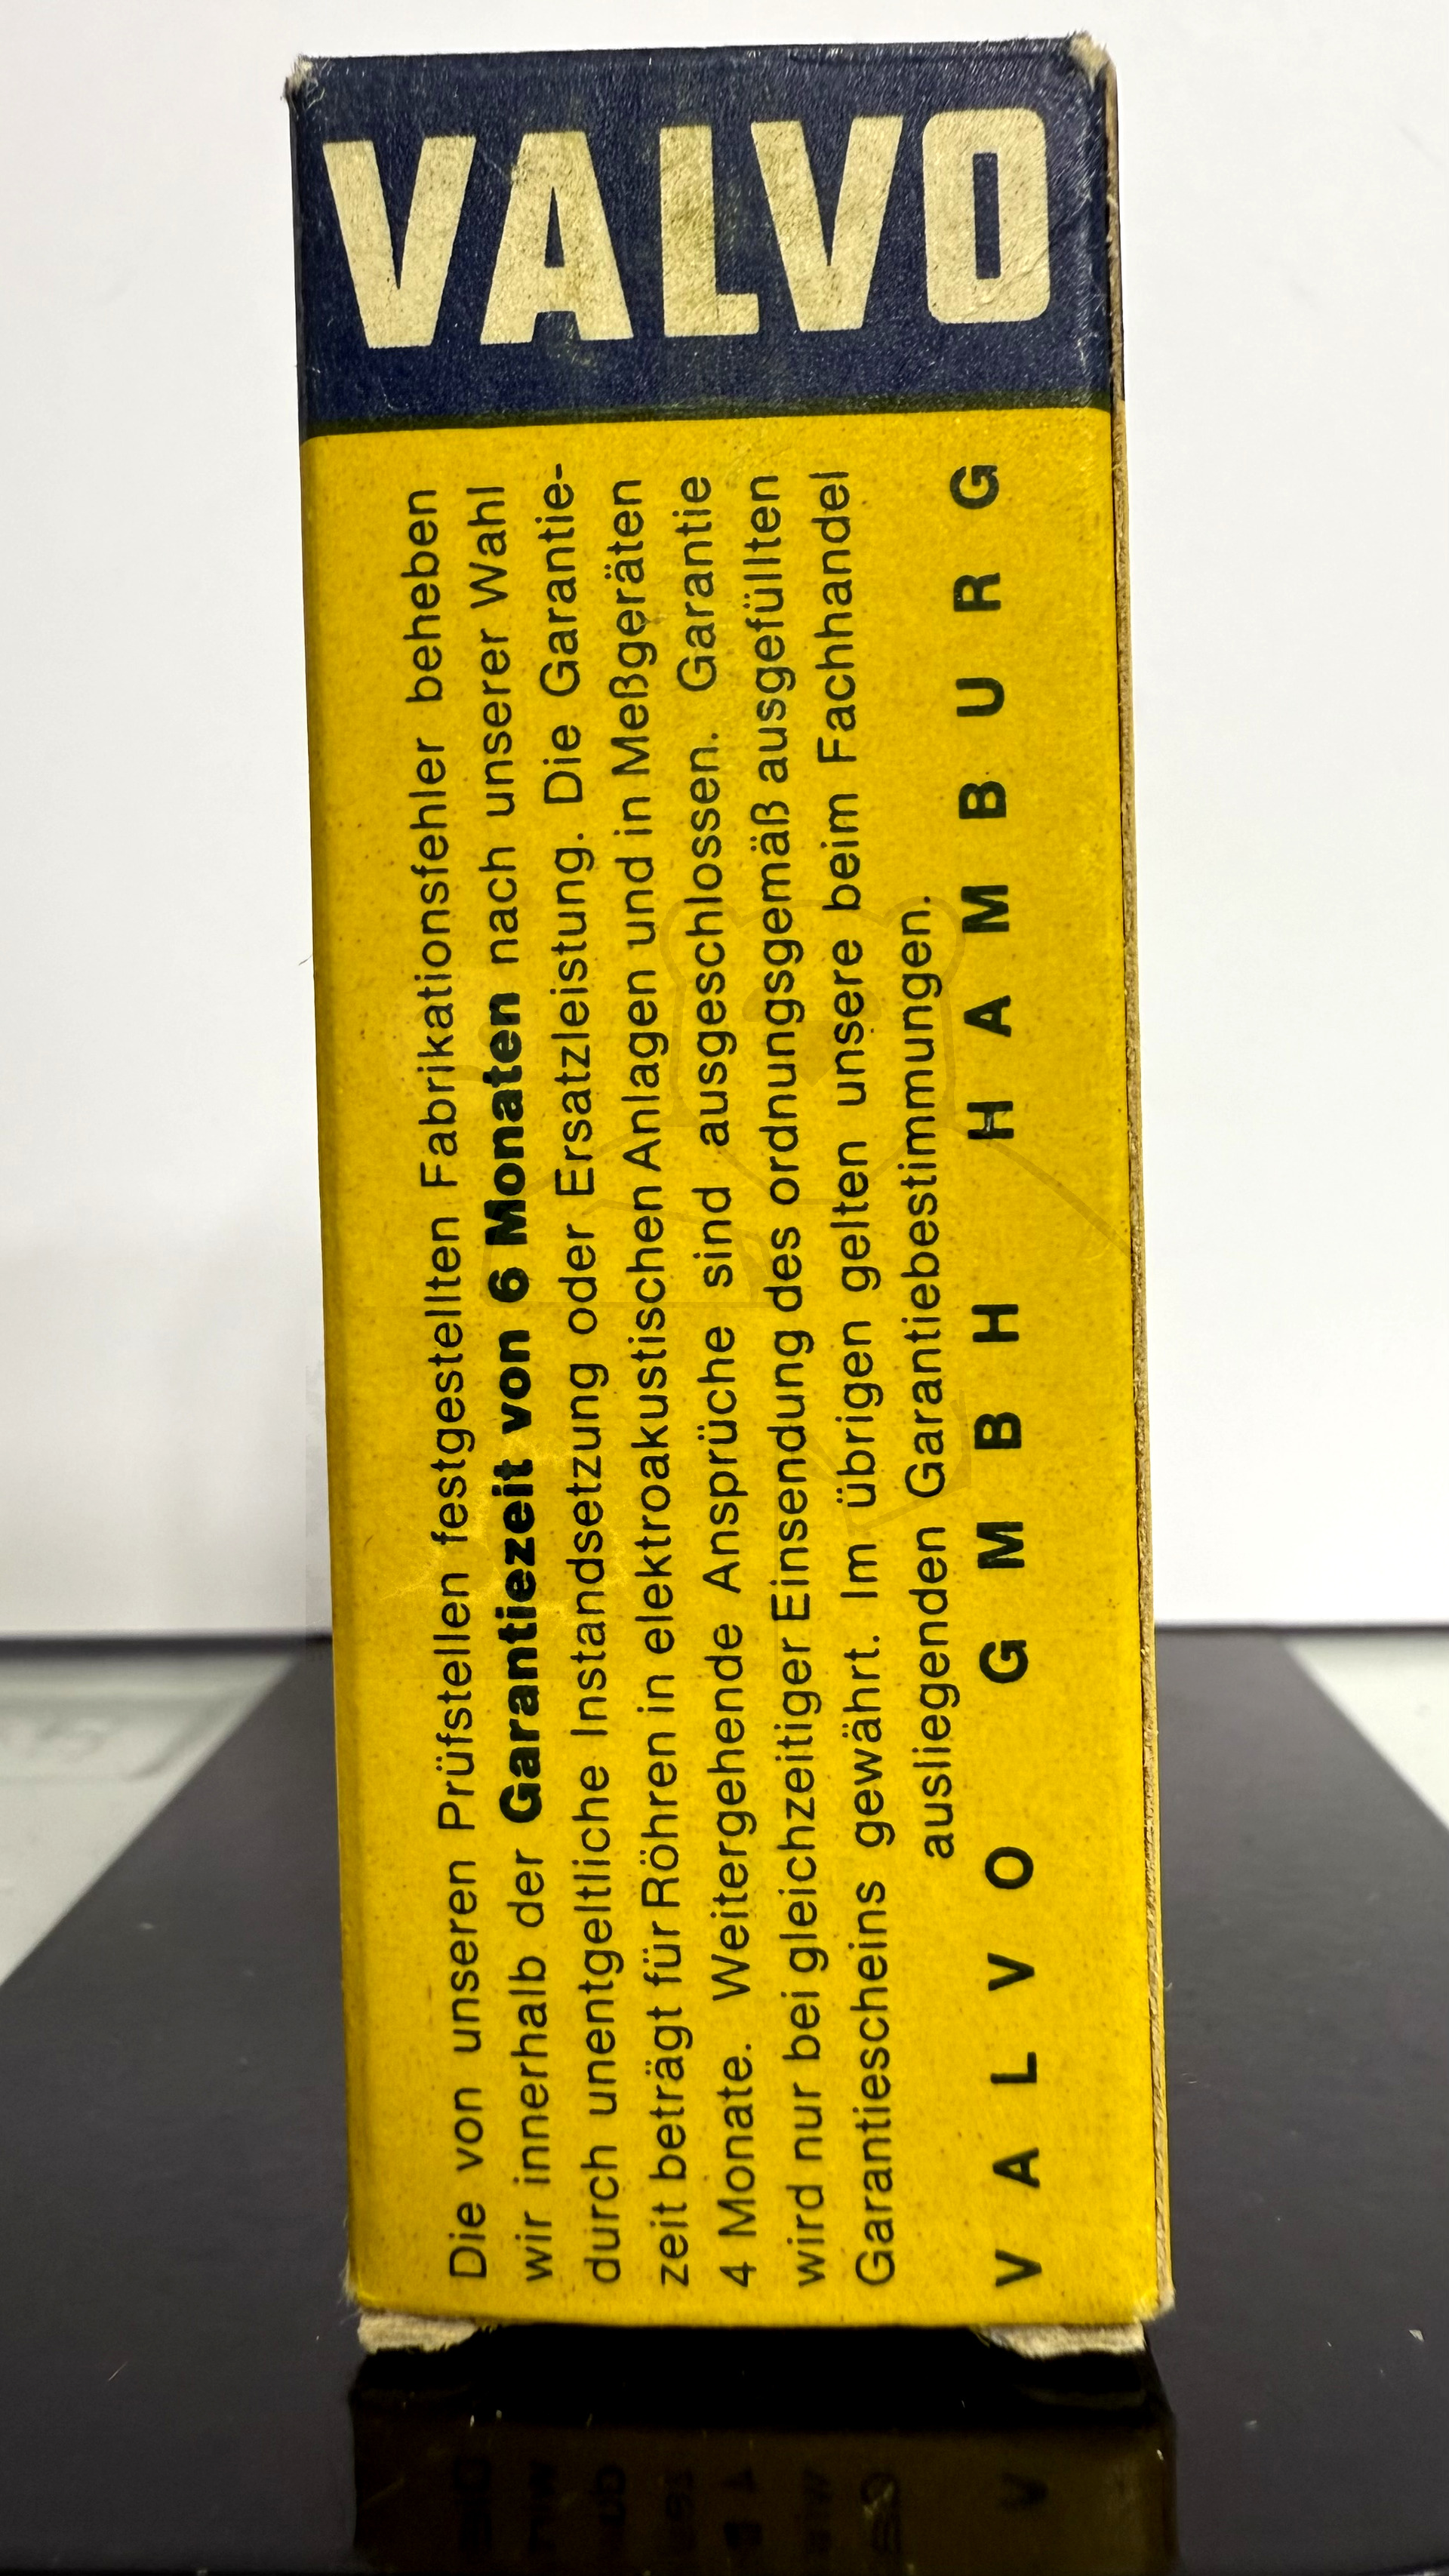 VALVO
Die von unseren Prüfstellen festgestellten Fabrikationsfehler beheben
wir innerhalb der Garantiezeit von 6 Monaten nach unserer Wahl
durch unentgeltliche Instandsetzung oder Ersatzleistung. Die Garantie-
zeit beträgt für Röhren in elektroakustischen Anlagen und in Meßgeräten
4 Monate. Weitergehende Ansprüche sind ausgeschlossen. Garantie
wird nur bei gleichzeitiger Einsendung des ordnungsgemäß ausgefüllten
Garantiescheins gewährt. Im übrigen gelten unsere beim Fachhandel
ausliegenden Garantiebestimmungen.
VALVO GMBH HAMBURG